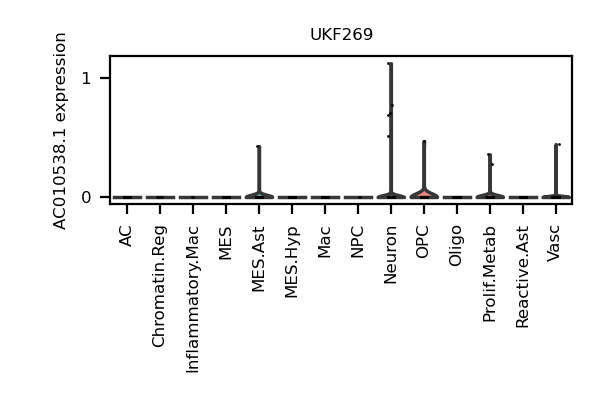 UKF269
AC010538.1 expression
1
0
AC
Chromatin.Reg
Inflammatory.Mac
MES
MES.Ast
MES.Hyp
Mac
NPC
Neuron
OPC
Oligo
Prolif.Metab
Reactive.Ast
Vasc